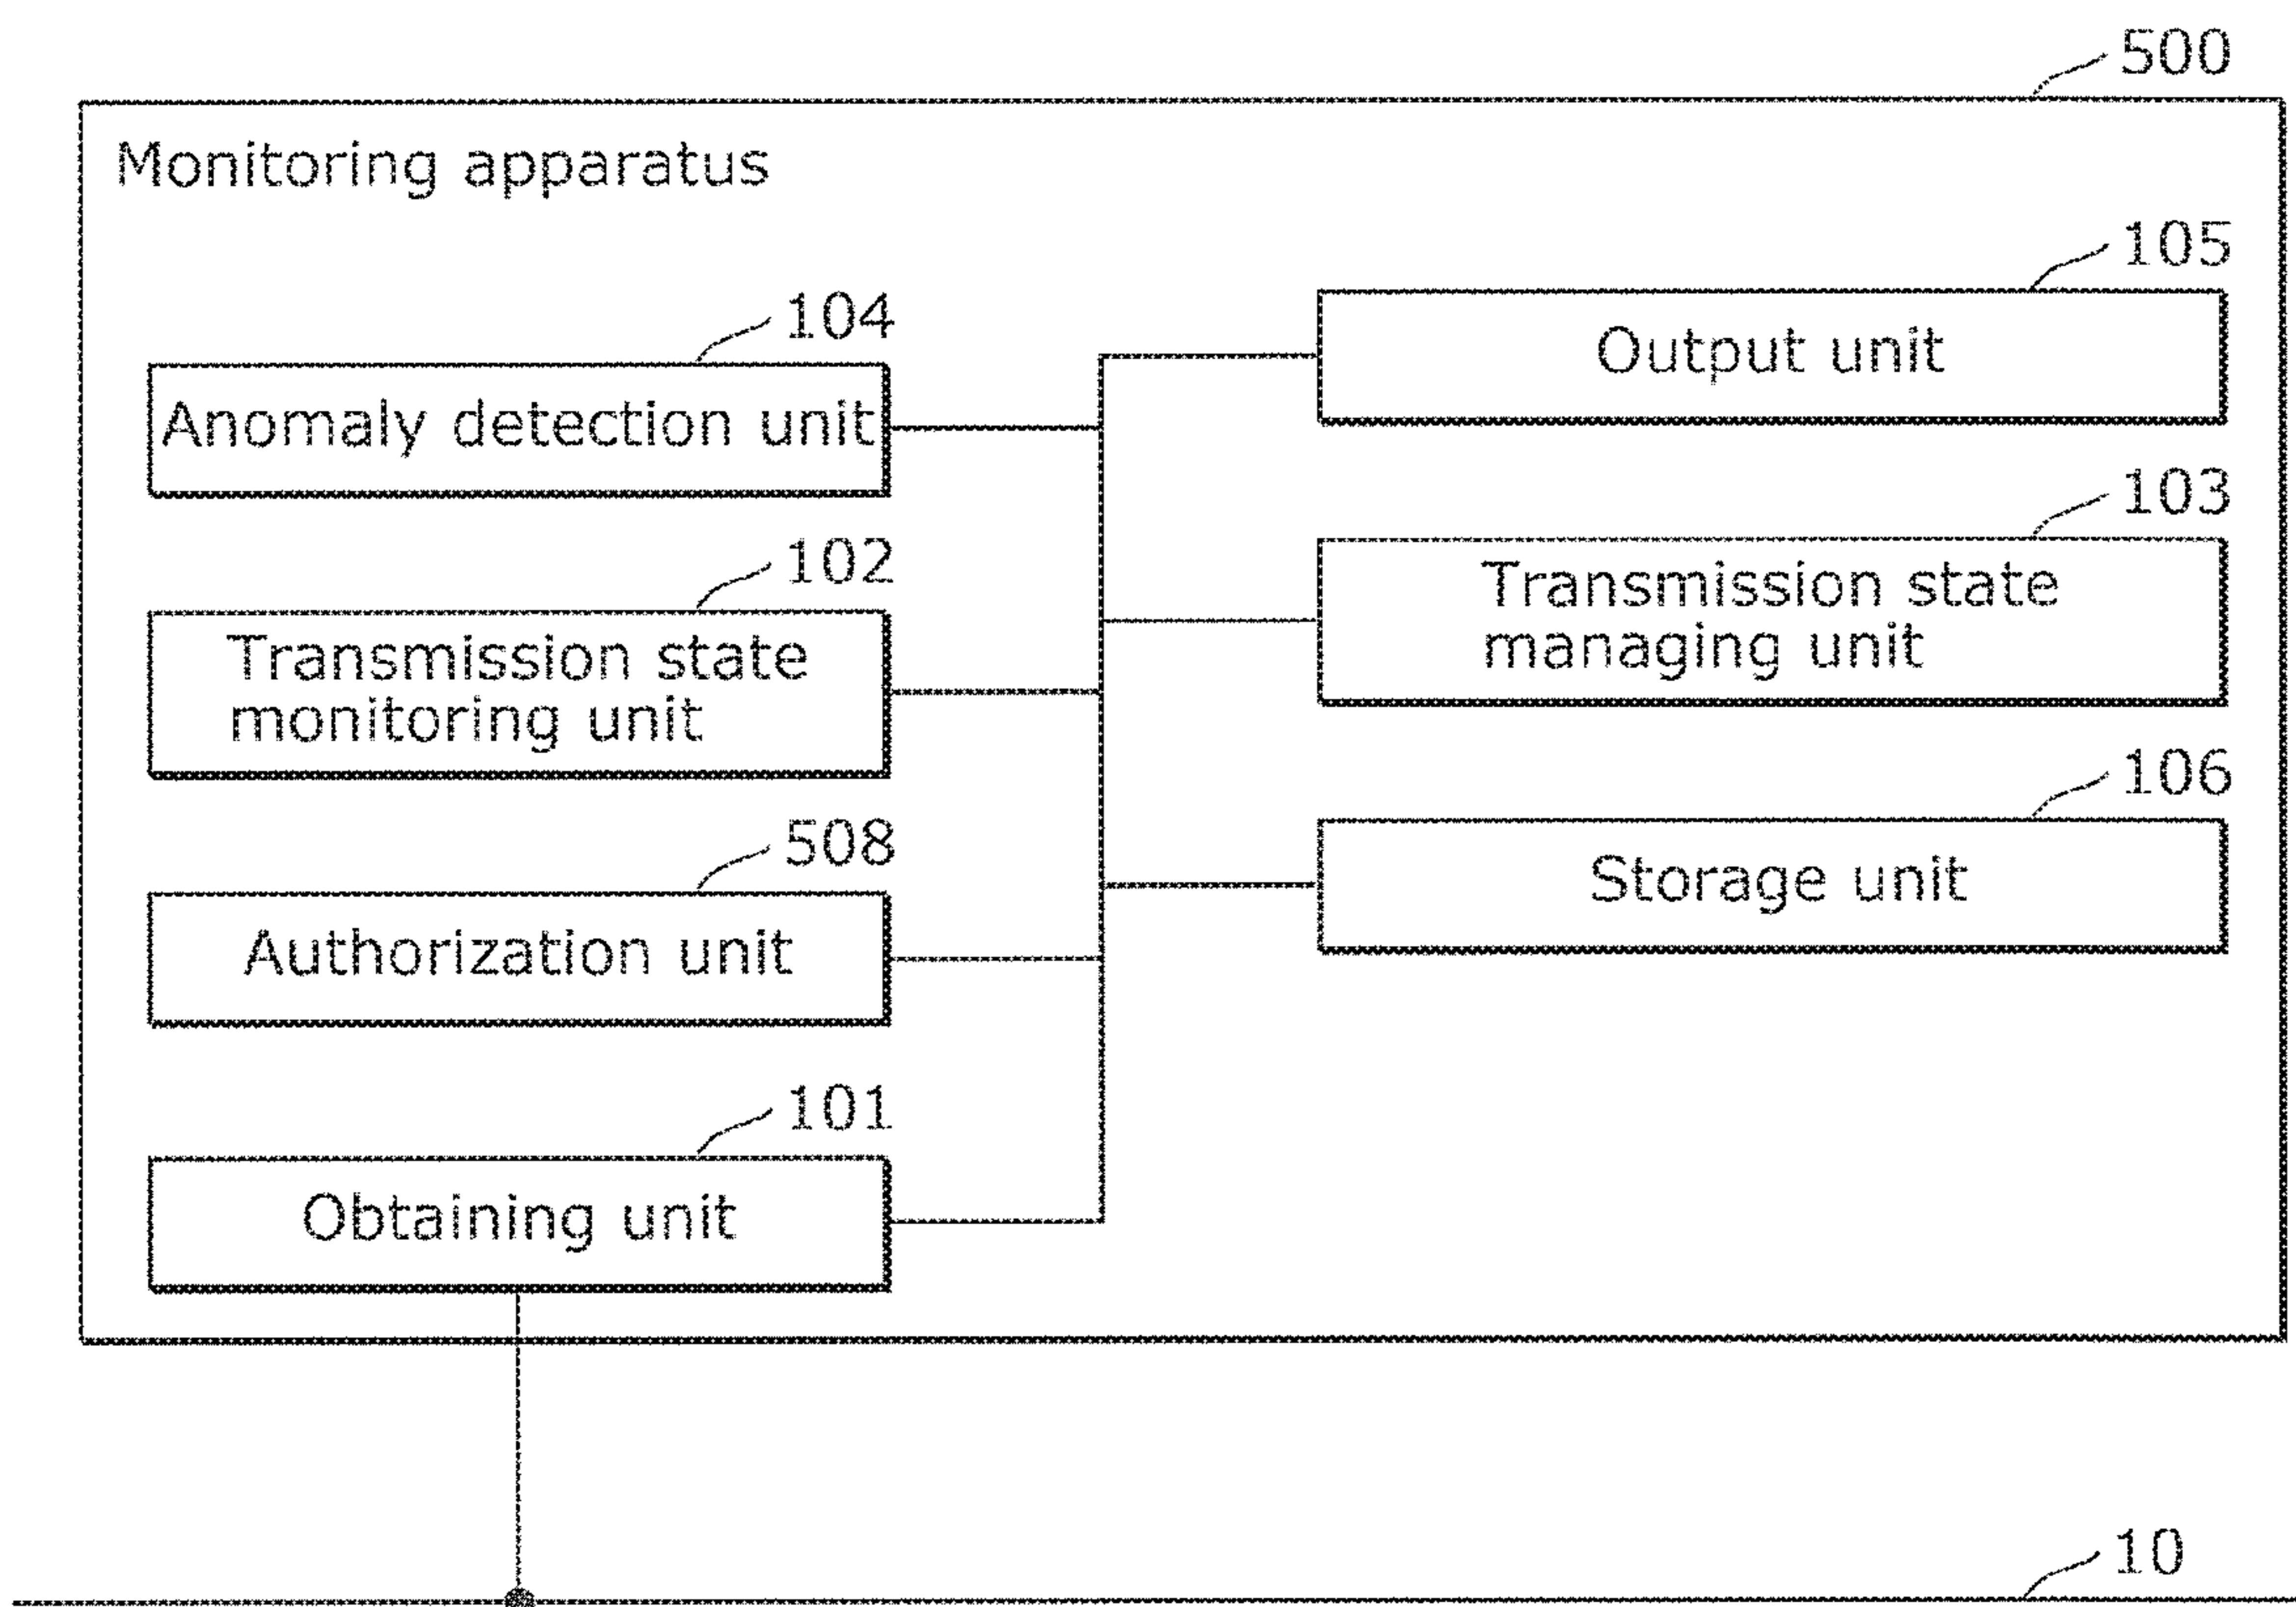 500
Monitoring apparatus
105
Output unit
104
Anomaly detection unit
103
Transmission state
managing unit
102
Transmission state
monitoring unit
106
Storage unit
508
Authorization unit
101
Obtaining unit
10